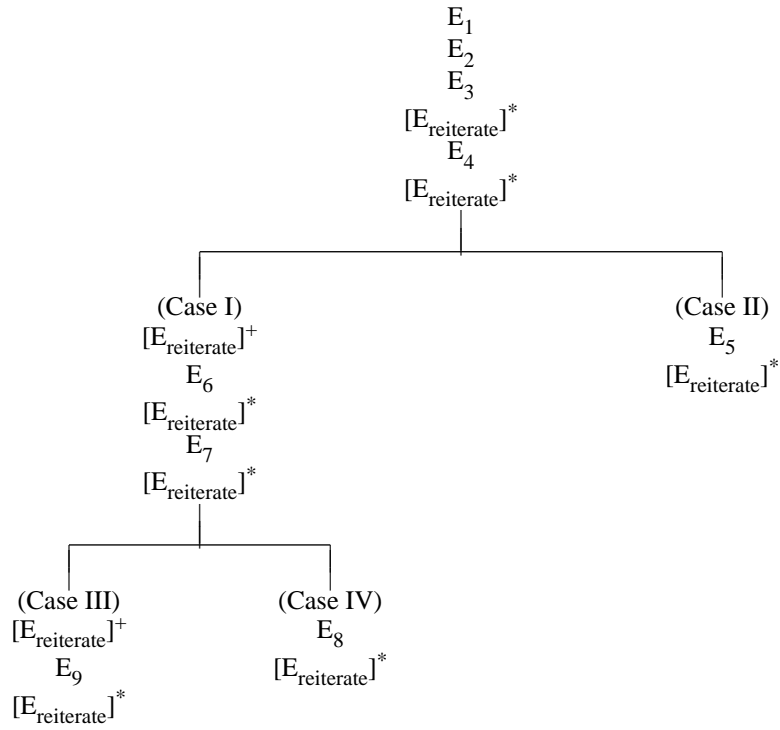 E1
E2
E3
[Ereiterate]*
E4
[Ereiterate]*
(Case I)
[Ereiterate]+
E6
[Ereiterate]*
E7
[Ereiterate]*
(Case II)
E5
[Ereiterate]*
(Case III)
[Ereiterate]+
E9
[Ereiterate]*
(Case IV)
E8
[Ereiterate]*